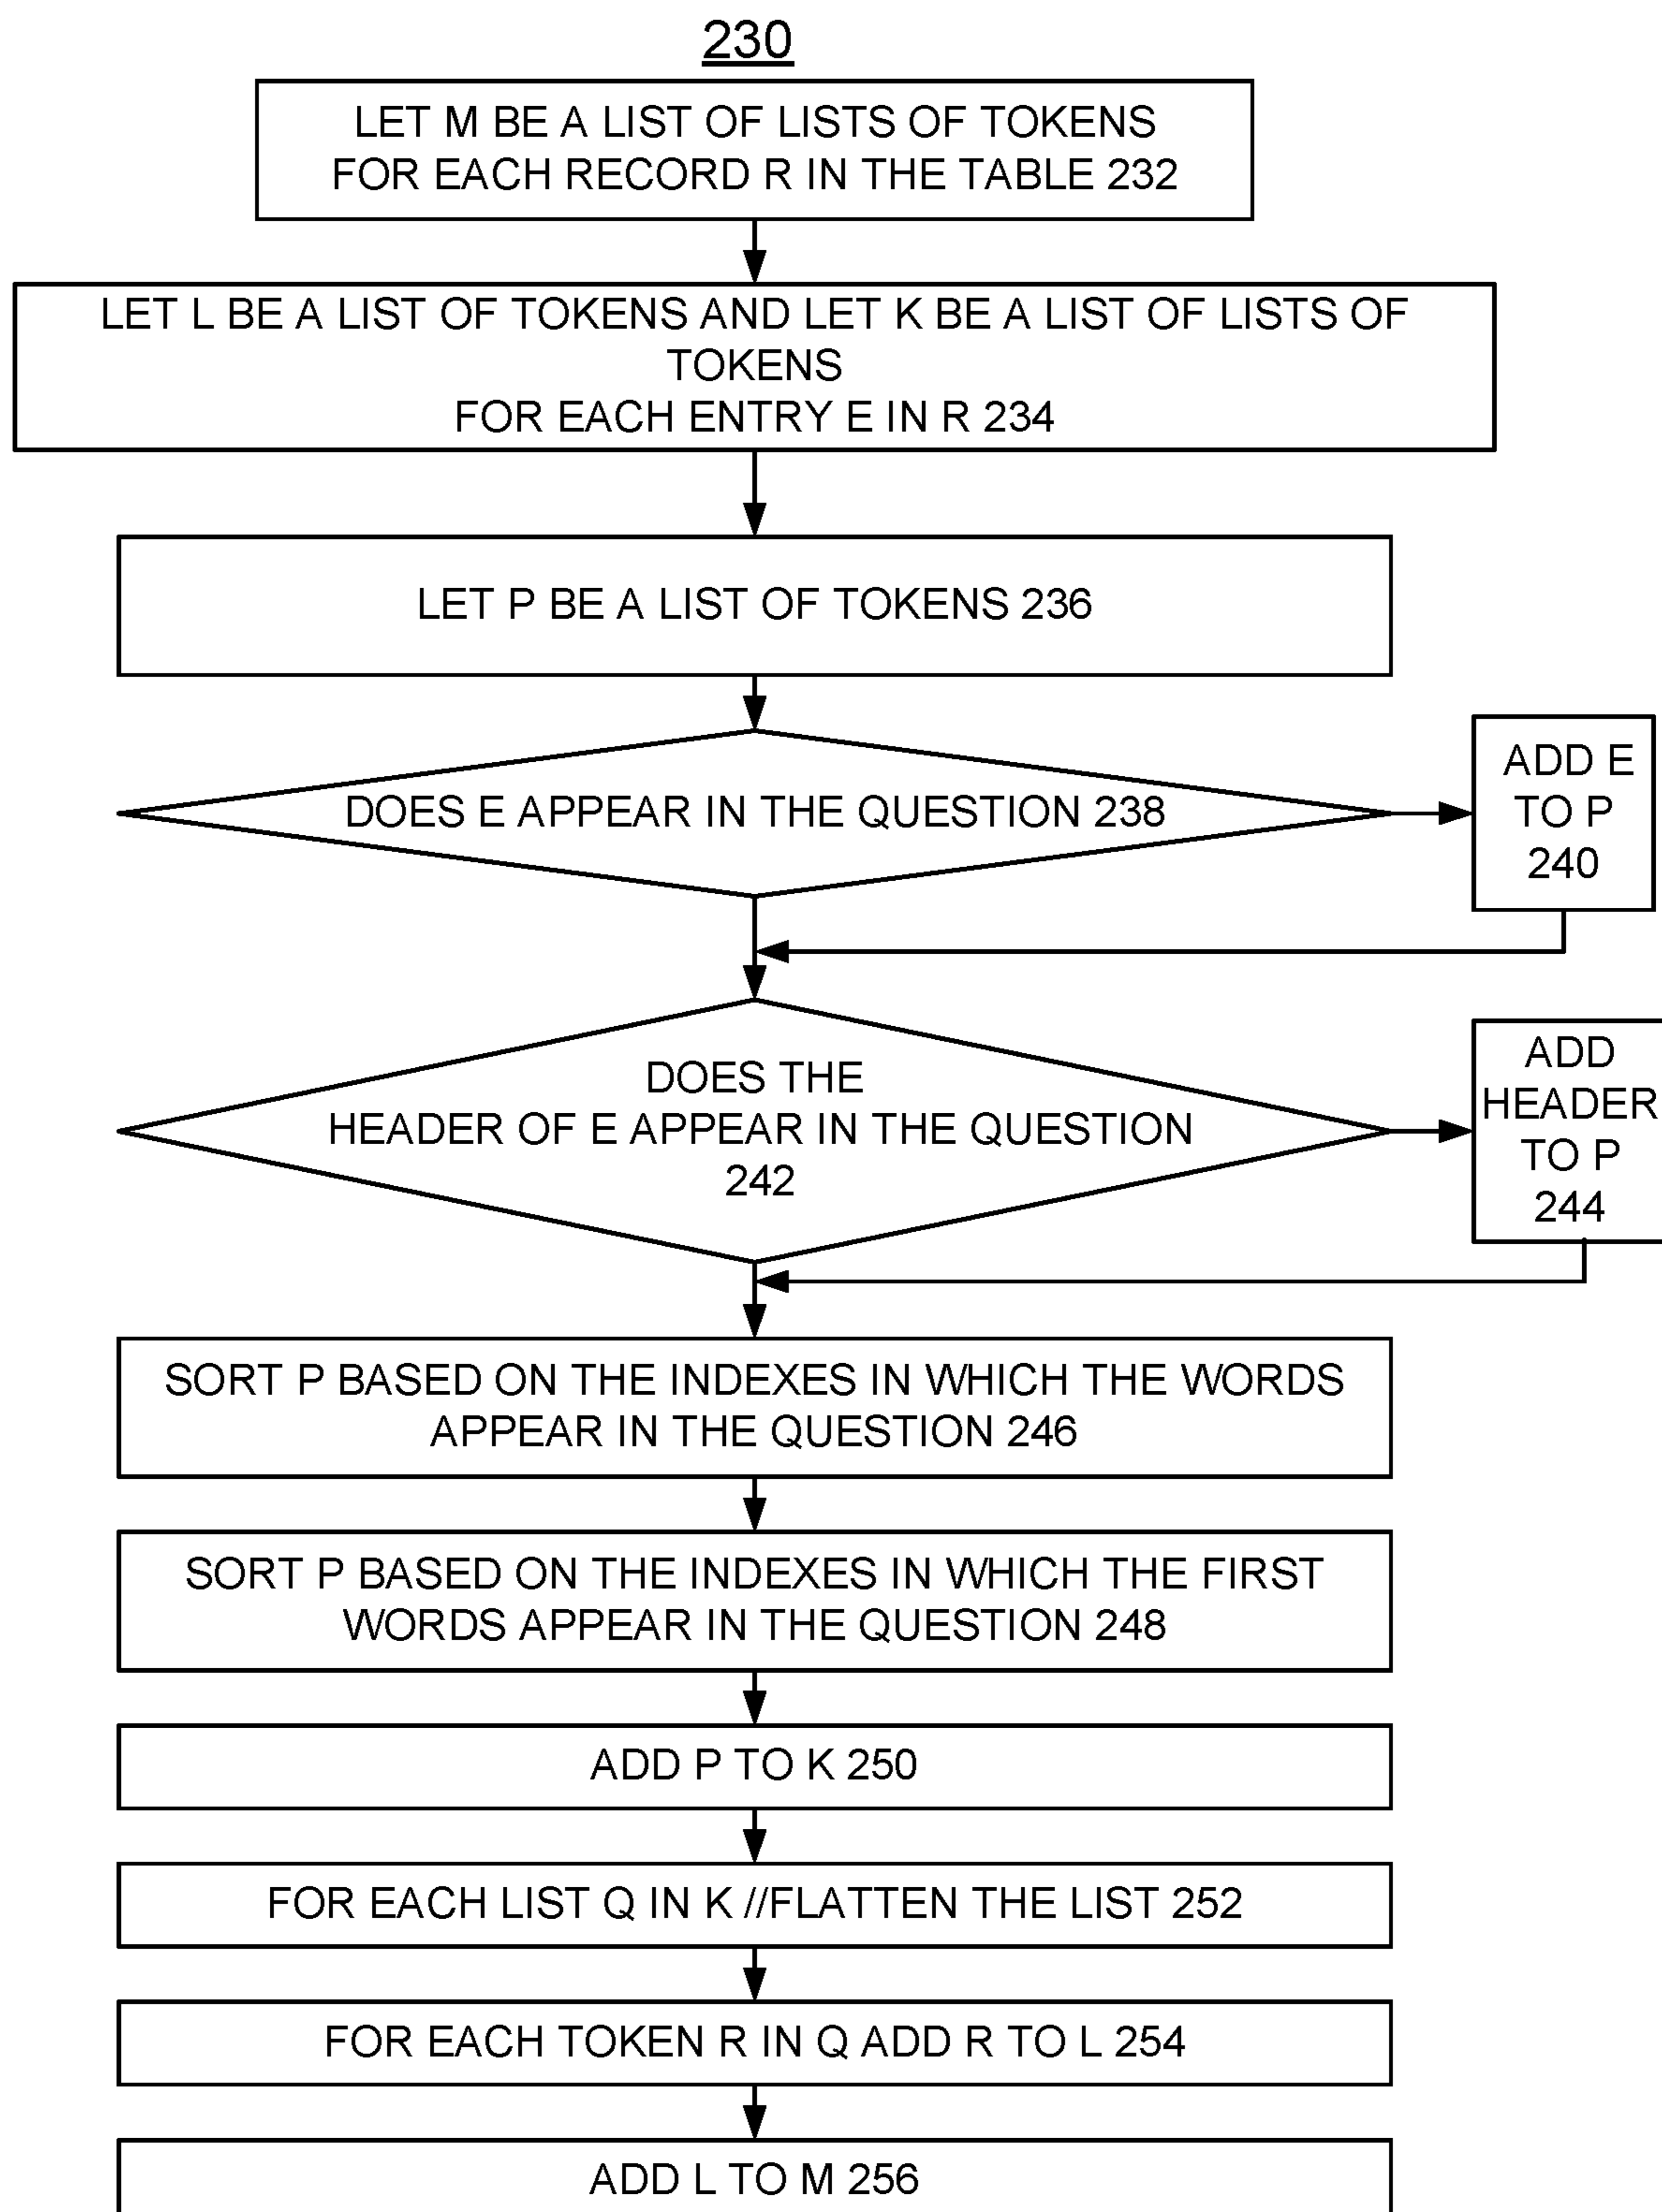 230
LET M BE A LIST OF LISTS OF TOKENS
FOR EACH RECORD R IN THE TABLE 232
LET L BE A LIST OF TOKENS AND LET K BE A LIST OF LISTS OF
TOKENS
FOR EACH ENTRY E IN R 234
LET P BE A LIST OF TOKENS 236
DOES E APPEAR IN THE QUESTION 238
ADD E
TO P
240
DOES THE
HEADER OF E APPEAR IN THE QUESTION
242
ADD
HEADER
TO P
244
SORT P BASED ON THE INDEXES IN WHICH THE WORDS
APPEAR IN THE QUESTION 246
SORT P BASED ON THE INDEXES IN WHICH THE FIRST
WORDS APPEAR IN THE QUESTION 248
ADD P TO K 250
FOR EACH LIST Q IN K //FLATTEN THE LIST 252
FOR EACH TOKEN R IN Q ADD R TO L 254
ADD L TO M 256